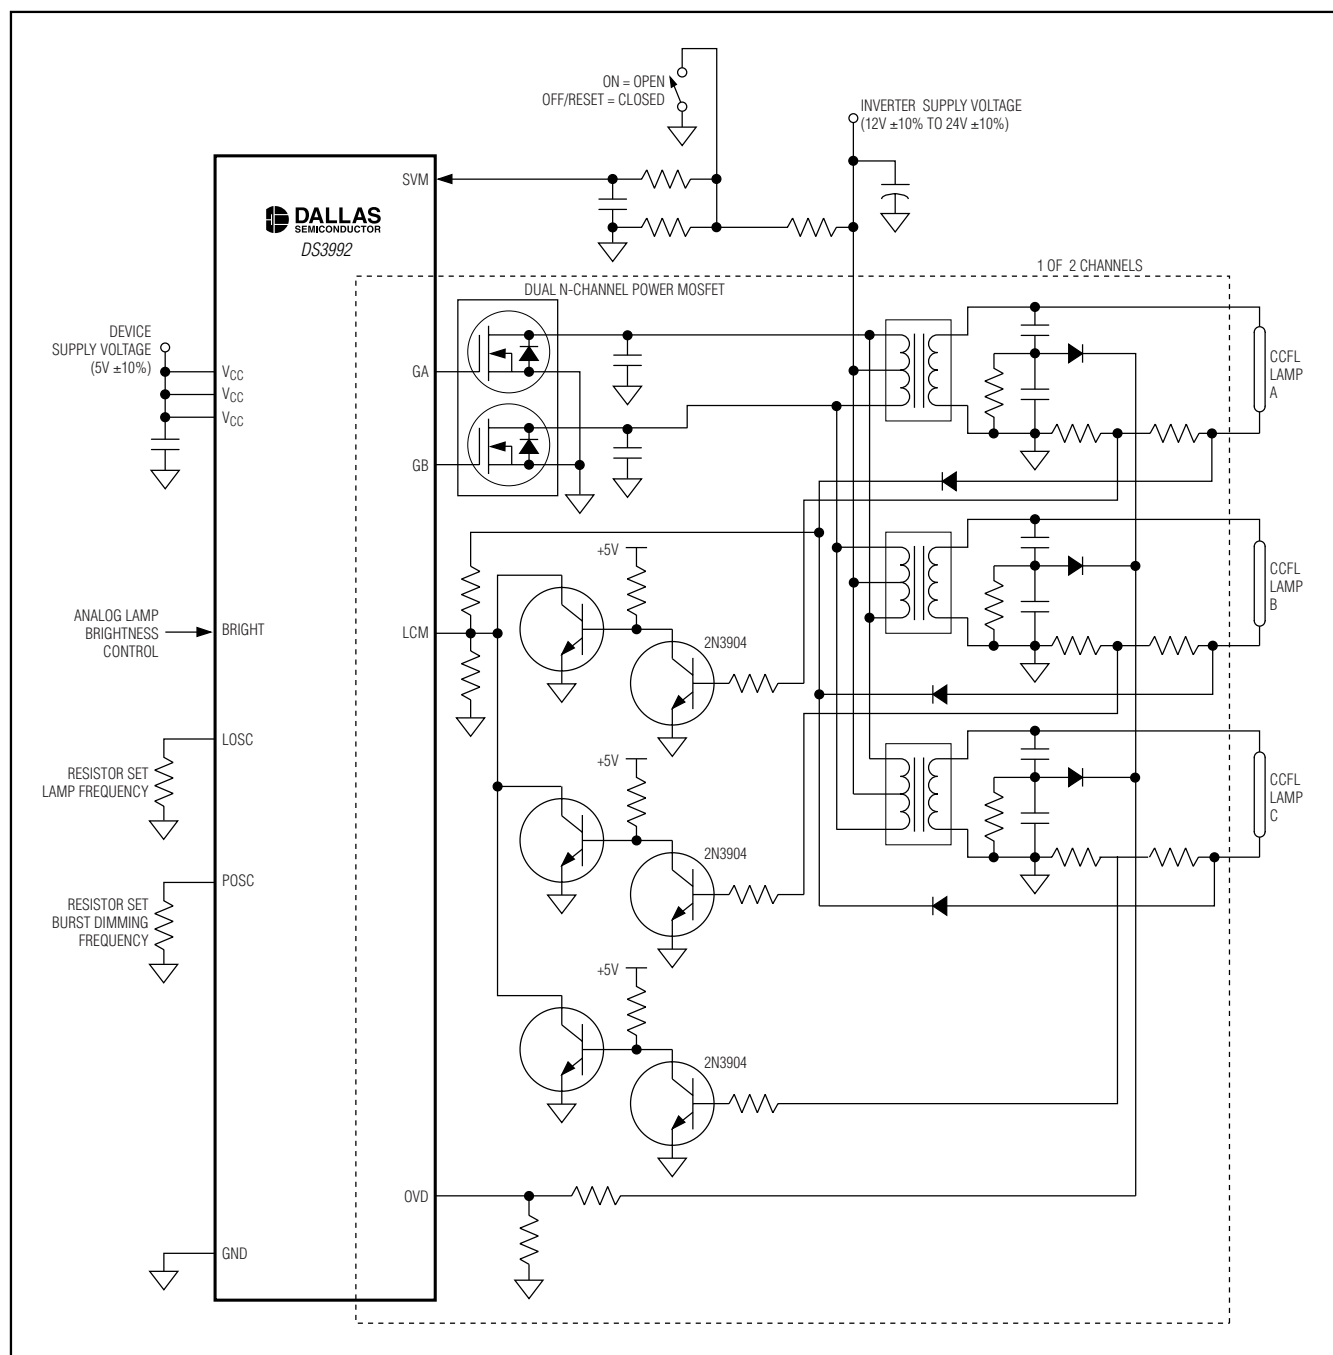 ON = OPEN
OFF/RESET = CLOSED
INVERTER SUPPLY VOLTAGE
(12V ±10% TO 24V ±10%)
SVM
DALLAS
SEMICONDUCTOR
DS3992
1 OF 2 CHANNELS
DUAL N-CHANNEL POWER MOSFET
DEVICE
SUPPLY VOLTAGE
(5V ±10%)
VCC
VCC
VCC
GA
GB
CCFL
LAMP
A
+5V
CCFL
LAMP
B
ANALOG LAMP
BRIGHTNESS
CONTROL
BRIGHT
LCM
2N3904
LOSC
RESISTOR SET
LAMP FREQUENCY
+5V
CCFL
LAMP
C
2N3904
POSC
RESISTOR SET
BURST DIMMING
FREQUENCY
+5V
2N3904
OVD
GND